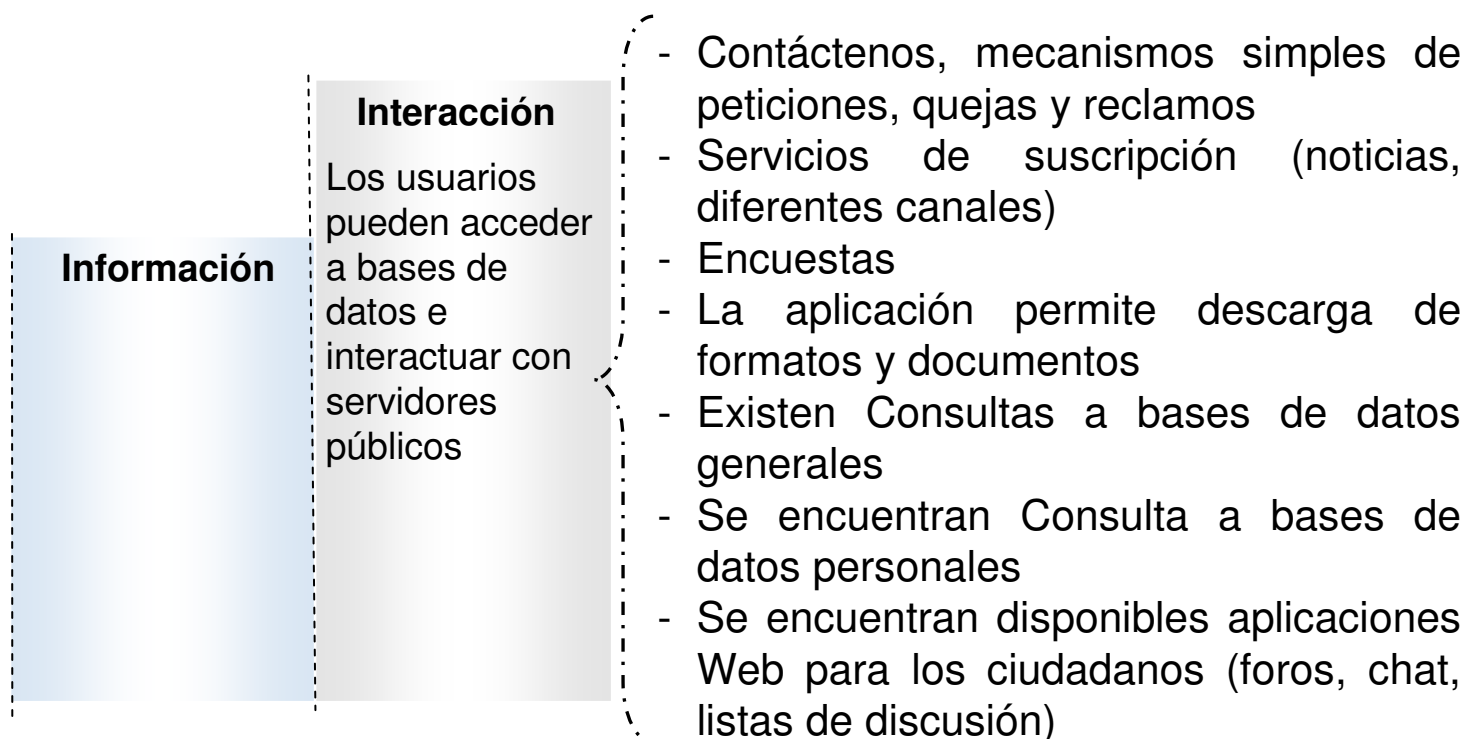 Información
Interacción
Los usuarios
pueden acceder
a bases de
datos e
interactuar con
servidores
públicos
- Contáctenos, mecanismos simples de
peticiones, quejas y reclamos
- Servicios de suscripción (noticias,
diferentes canales)
- Encuestas
- La aplicación permite descarga de
formatos y documentos
- Existen Consultas a bases de datos
generales
- Se encuentran Consulta a bases de
datos personales
- Se encuentran disponibles aplicaciones
Web para los ciudadanos (foros, chat,
listas de discusión)